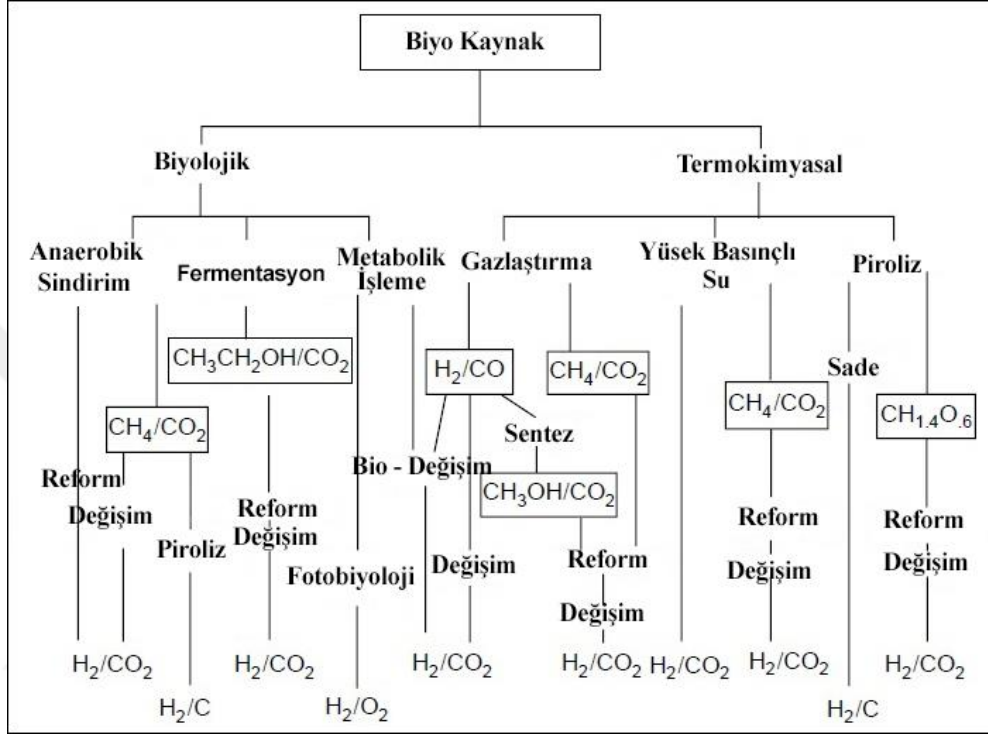 Biyo Kaynak
Biyolojik
Termokimyasal
Anaerobik
Sindirim
Fermentasyon
Metabolik
İşleme
Gazlaştırma
Yüsek Basınçlı
Su
Piroliz
CH3CH2OH/CO2
H2/CO
CH4/CO2
Sade
CH4/CO2
CH1.4O.6
CH4/CO2
Sentez
Reform
Değişim
Bio - Değişim
CH3OH/CO2
Piroliz
Reform
Değişim
Fotobiyoloji
Değişim
Reform
Değişim
Reform
Değişim
Reform
Değişim
H2/CO2
H2/CO2
H2/CO2
H2/CO2
H2/CO2
H2/CO2
H2/CO2
H2/C
H2/O2
H2/C